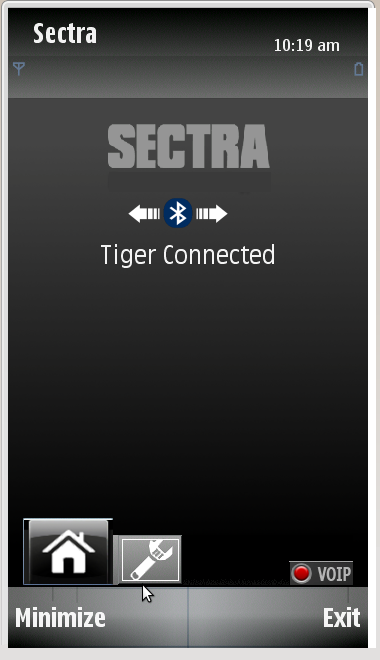 Sectra
10:19 am
SECTRA
Tiger Connected
VOIP
Minimize Exit